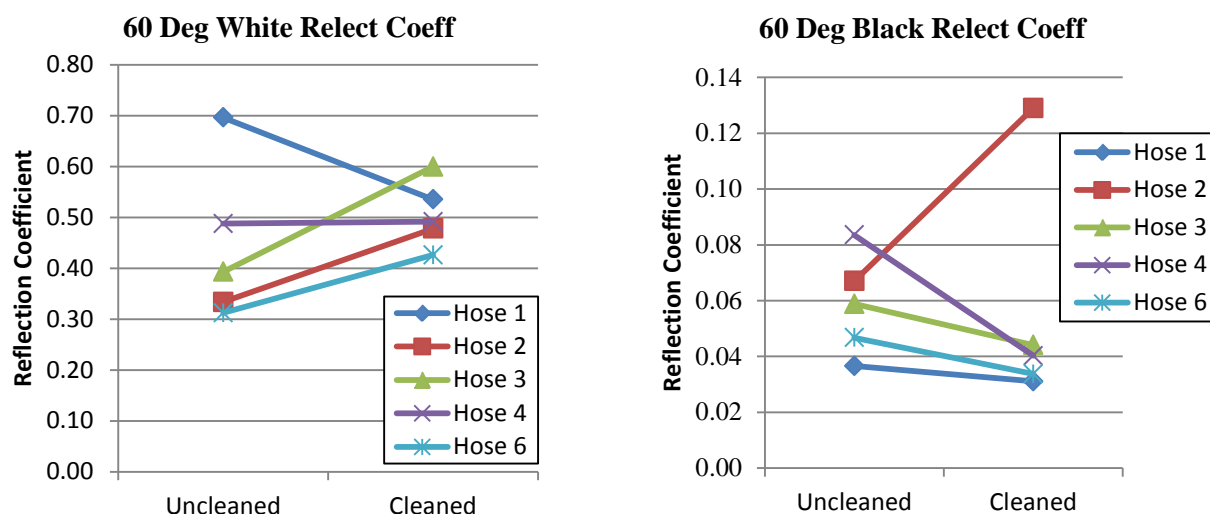 60 Deg White Relect Coeff
Reflection Coefficient
0.80
0.70
0.60
0.50
0.40
0.30
0.20
0.10
0.00
Uncleaned Cleaned
Hose 1
Hose 2
Hose 3
Hose 4
Hose 6
60 Deg Black Relect Coeff
Reflection Coefficient
0.14
0.12
0.10
0.08
0.06
0.04
0.02
0.00
Uncleaned Cleaned
Hose 1
Hose 2
Hose 3
Hose 4
Hose 6